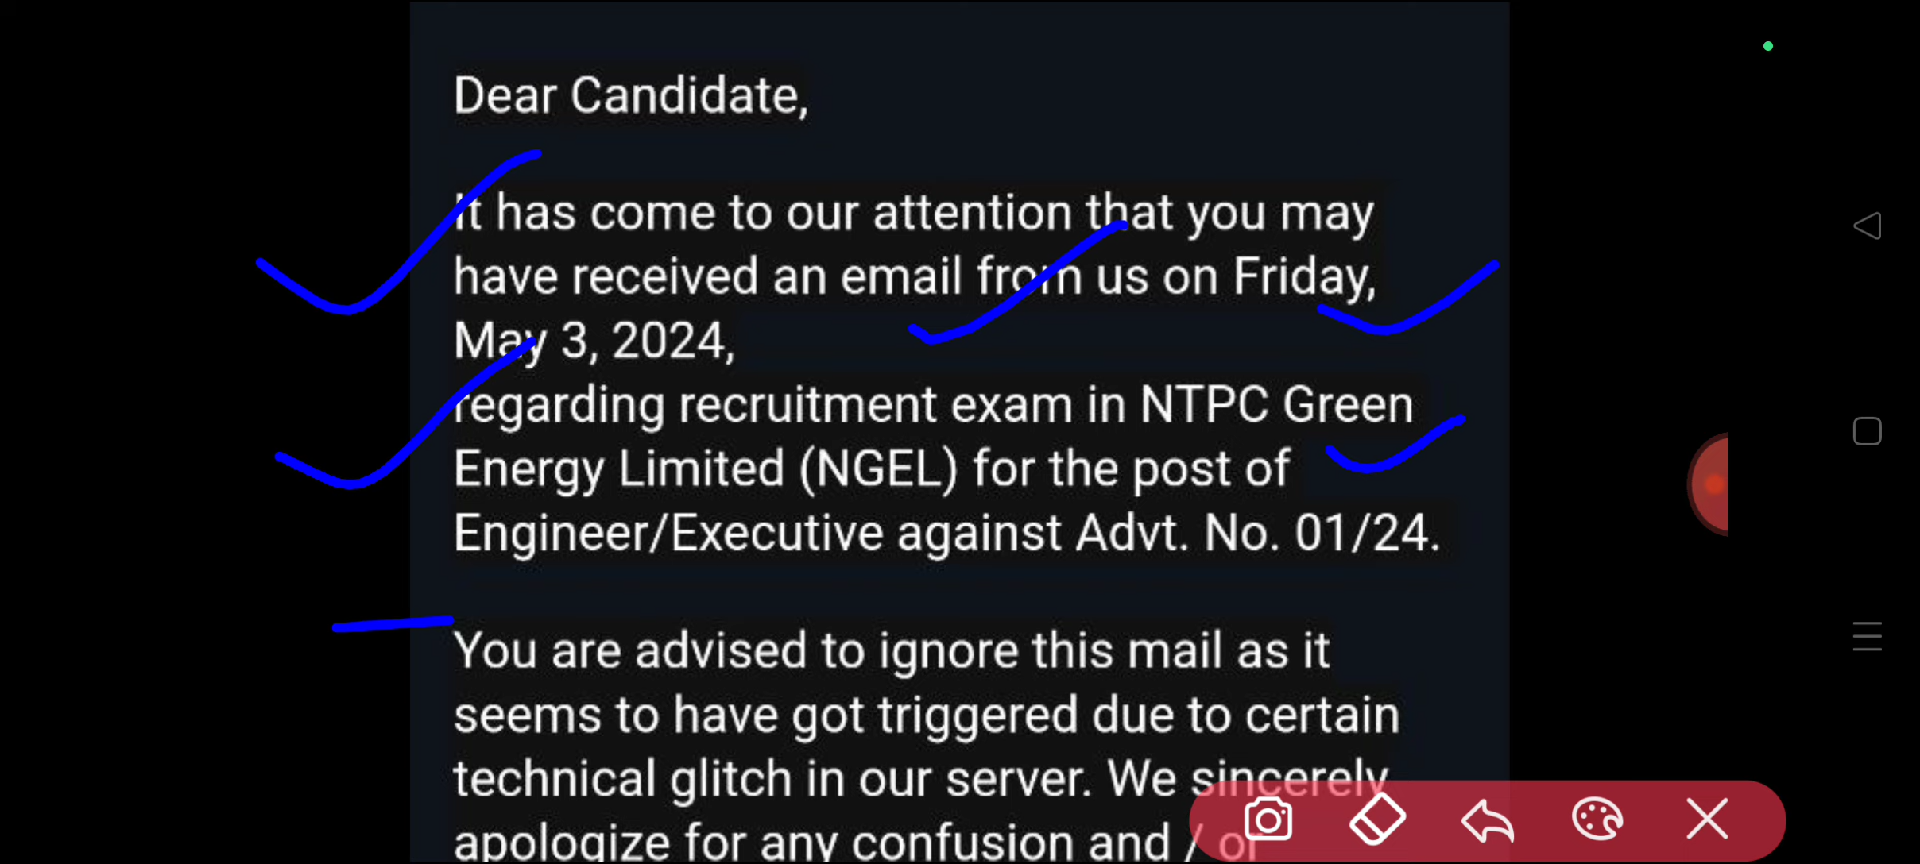 Dear Candidate,
It has come to our attention that you may
have received an email from us on Friday,
May 3, 2024,
regarding recruitment exam in NTPC Green
Energy Limited (NGEL) for the post of
Engineer/Executive against Advt. No. 01/24.
You are advised to ignore this mail as it
seems to have got triggered due to certain
technical glitch in our server. We sincerely
apologize for any confusion and / or